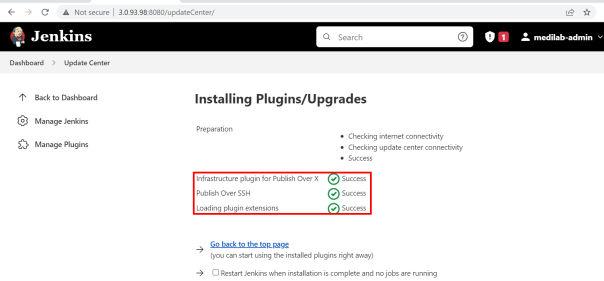 Not secure | 3.0.93.98:8080/updateCenter/
Jenkins
Search
1
medilab-admin
Dashboard > Update Center
Back to Dashboard
Manage Jenkins
Manage Plugins
Installing Plugins/Upgrades
Preparation
• Checking internet connectivity
• Checking update center connectivity
• Success
Infrastructure plugin for Publish Over X Success
Publish Over SSH Success
Loading plugin extensions Success
Go back to the top page
(you can start using the installed plugins right away)
Restart Jenkins when installation is complete and no jobs are running